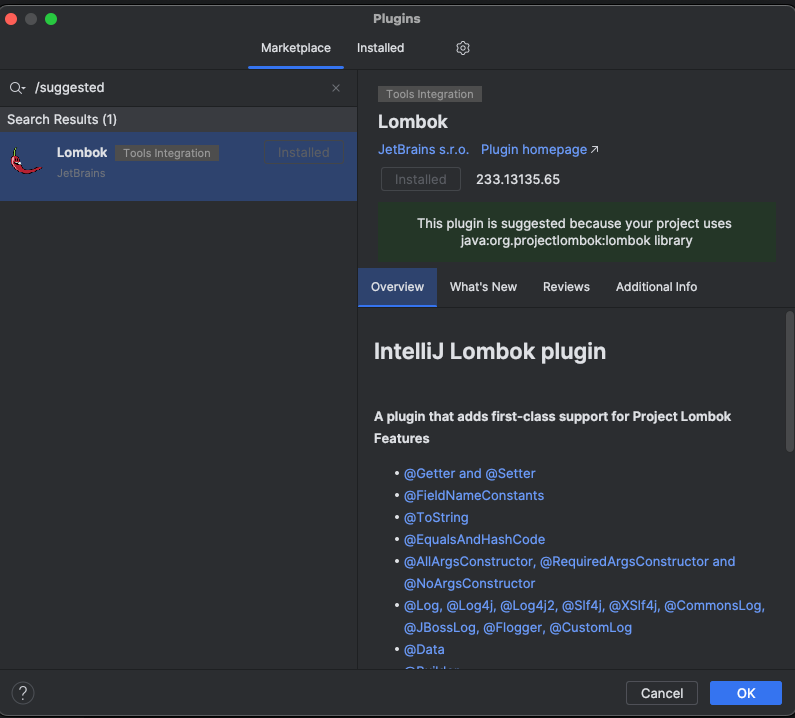 Plugins
Marketplace
Installed
/suggested
Search Results (1)
Lombok
Tools Integration
Installed
JetBrains
Tools Integration
Lombok
JetBrains s.r.o.
Plugin homepage ↗
Installed
233.13135.65
This plugin is suggested because your project uses
java:org.projectlombok:lombok library
Overview
What's New
Reviews
Additional Info
IntelliJ Lombok plugin
A plugin that adds first-class support for Project Lombok
Features
• @Getter and @Setter
• @FieldNameConstants
• @ToString
• @EqualsAndHashCode
• @AllArgsConstructor, @RequiredArgsConstructor and
@NoArgsConstructor
• @Log, @Log4j, @Log4j2, @Slf4j, @XSlf4j, @CommonsLog,
@JBossLog, @Flogger, @CustomLog
• @Data
?
Cancel
OK